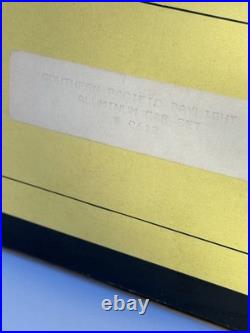 SOUTHERN PACIFIC DAYLIGHT
ALUMINUM CAR SET